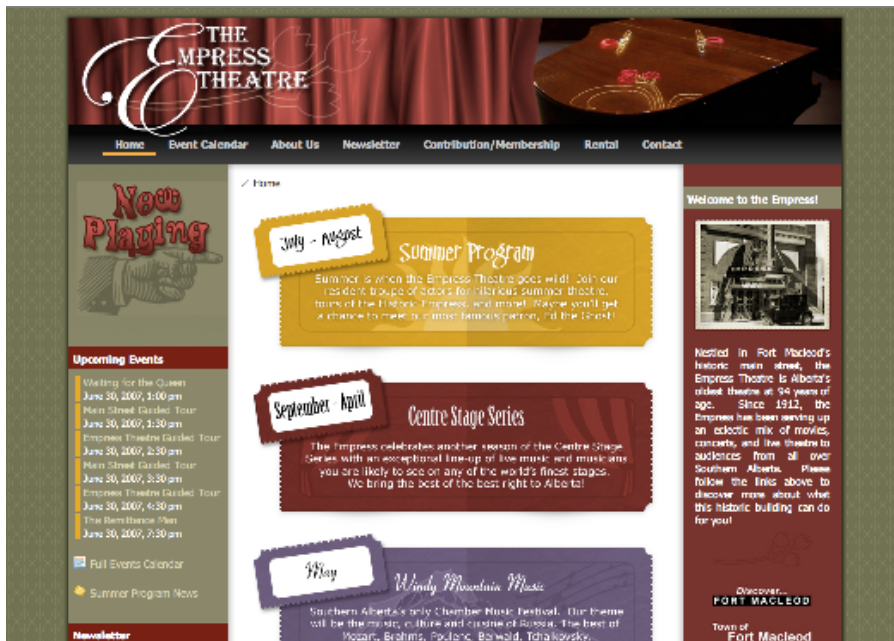 THE
EMPRESS
THEATRE
Home Event Calendar About Us Newsletter Contribution/Membership Rental Contact
Now
Playing
Upcoming Events
Waiting for the Queen
June 30, 2007, 1:00 pm
Main Street Guided Tour
June 30, 2007, 1:30 pm
Empress Theatre Guided Tour
June 30, 2007, 2:30 pm
Main Street Guided Tour
June 30, 2007, 3:30 pm
Empress Theatre Guided Tour
June 30, 2007, 4:30 pm
The Remittance Man
June 30, 2007, 7:30 pm
Full Events Calendar
Summer Program News
Newsletter
Home
July - August
Summer Program
Summer is when the Empress Theatre goes wild! Join our
resident troupe of actors for hilarious summer theatre,
tours of the Historic Empress, and more! Maybe you'll get
a chance to meet our most famous patron, Ed the Ghost!
September - April
Centre Stage Series
The Empress celebrates another season of the Centre Stage
Series with an exceptional line-up of live music and musicians
you are likely to see on any of the world's finest stages.
We bring the best of the best right to Alberta!
May
Windy Mountain Music
Southern Alberta's only Chamber Music Festival. Our theme
will be the music, culture and cuisine of Russia. The best of
Mozart, Brahms, Poulenc, Berwald, Tchaikovsky,
Welcome to the Empress!
EMPRESS
Nestled in Fort Macleod's
historic main street, the
Empress Theatre is Alberta's
oldest theatre at 94 years of
age. Since 1912, the
Empress has been serving up
an eclectic mix of movies,
concerts, and live theatre to
audiences from all over
Southern Alberta. Please
follow the links above to
discover more about what
this historic building can do
for you!
Discover...
FORT MACLEOD
Town of
Fort Macleod